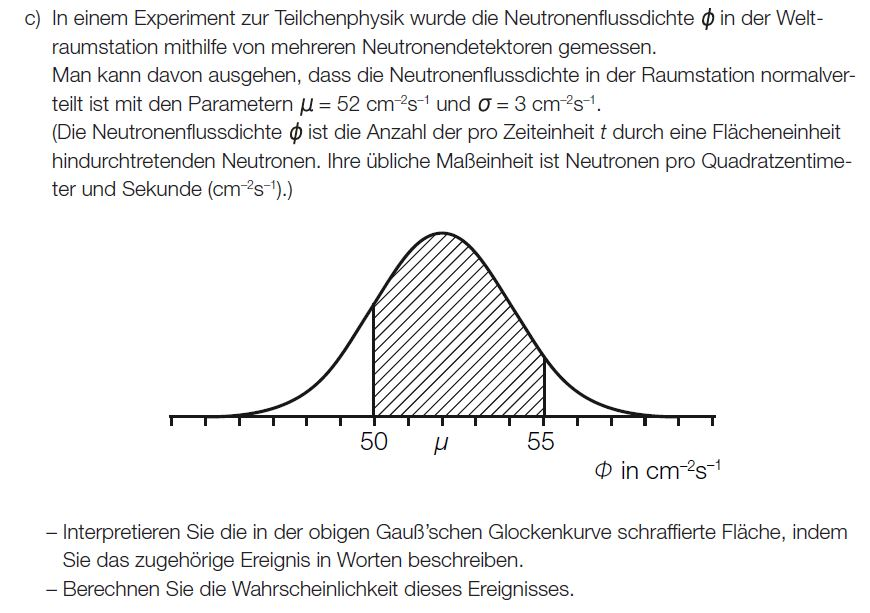 c) In einem Experiment zur Teilchenphysik wurde die Neutronenflussdichte ϕ in der Welt-
raumstation mithilfe von mehreren Neutronendetektoren gemessen.
Man kann davon ausgehen, dass die Neutronenflussdichte in der Raumstation normalver-
teilt ist mit den Parametern μ = 52 cm⁻²s⁻¹ und σ = 3 cm⁻²s⁻¹.
(Die Neutronenflussdichte ϕ ist die Anzahl der pro Zeiteinheit t durch eine Flächeneinheit
hindurchtretenden Neutronen. Ihre übliche Maßeinheit ist Neutronen pro Quadratzentime-
ter und Sekunde (cm⁻²s⁻¹).)
50 μ 55
Φ in cm⁻²s⁻¹
– Interpretieren Sie die in der obigen Gauß'schen Glockenkurve schraffierte Fläche, indem
Sie das zugehörige Ereignis in Worten beschreiben.
– Berechnen Sie die Wahrscheinlichkeit dieses Ereignisses.